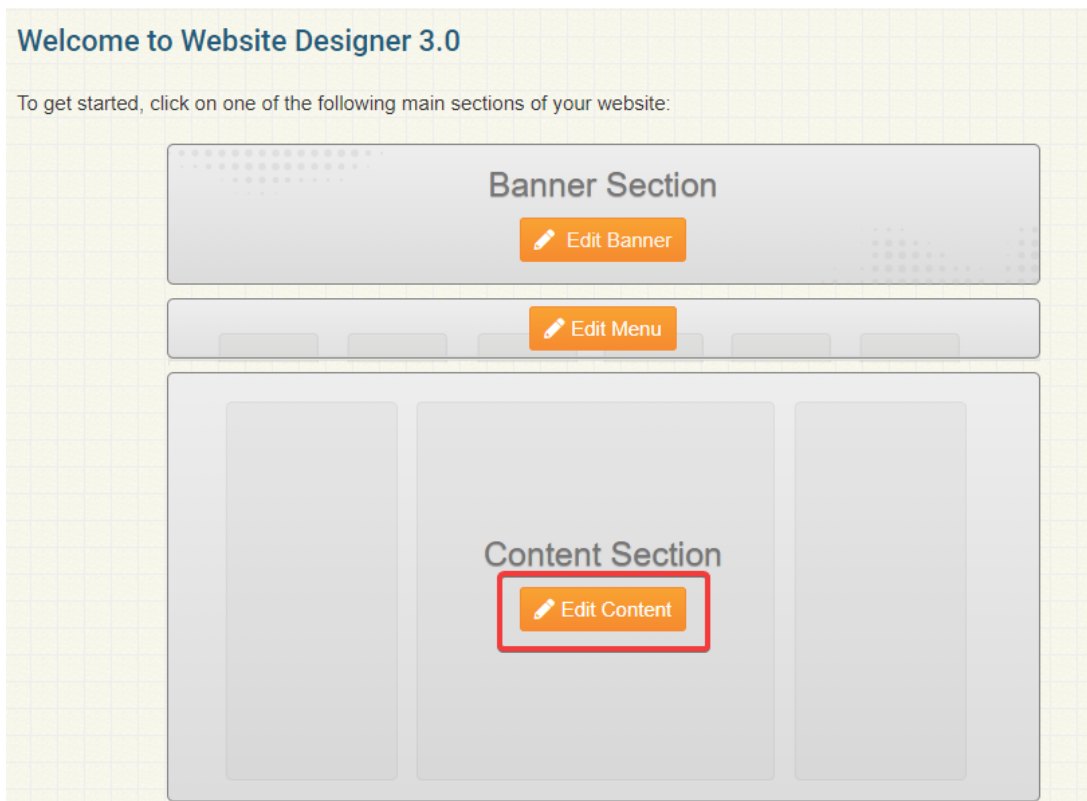 Welcome to Website Designer 3.0
To get started, click on one of the following main sections of your website:
Banner Section
Edit Banner
Edit Menu
Content Section
Edit Content